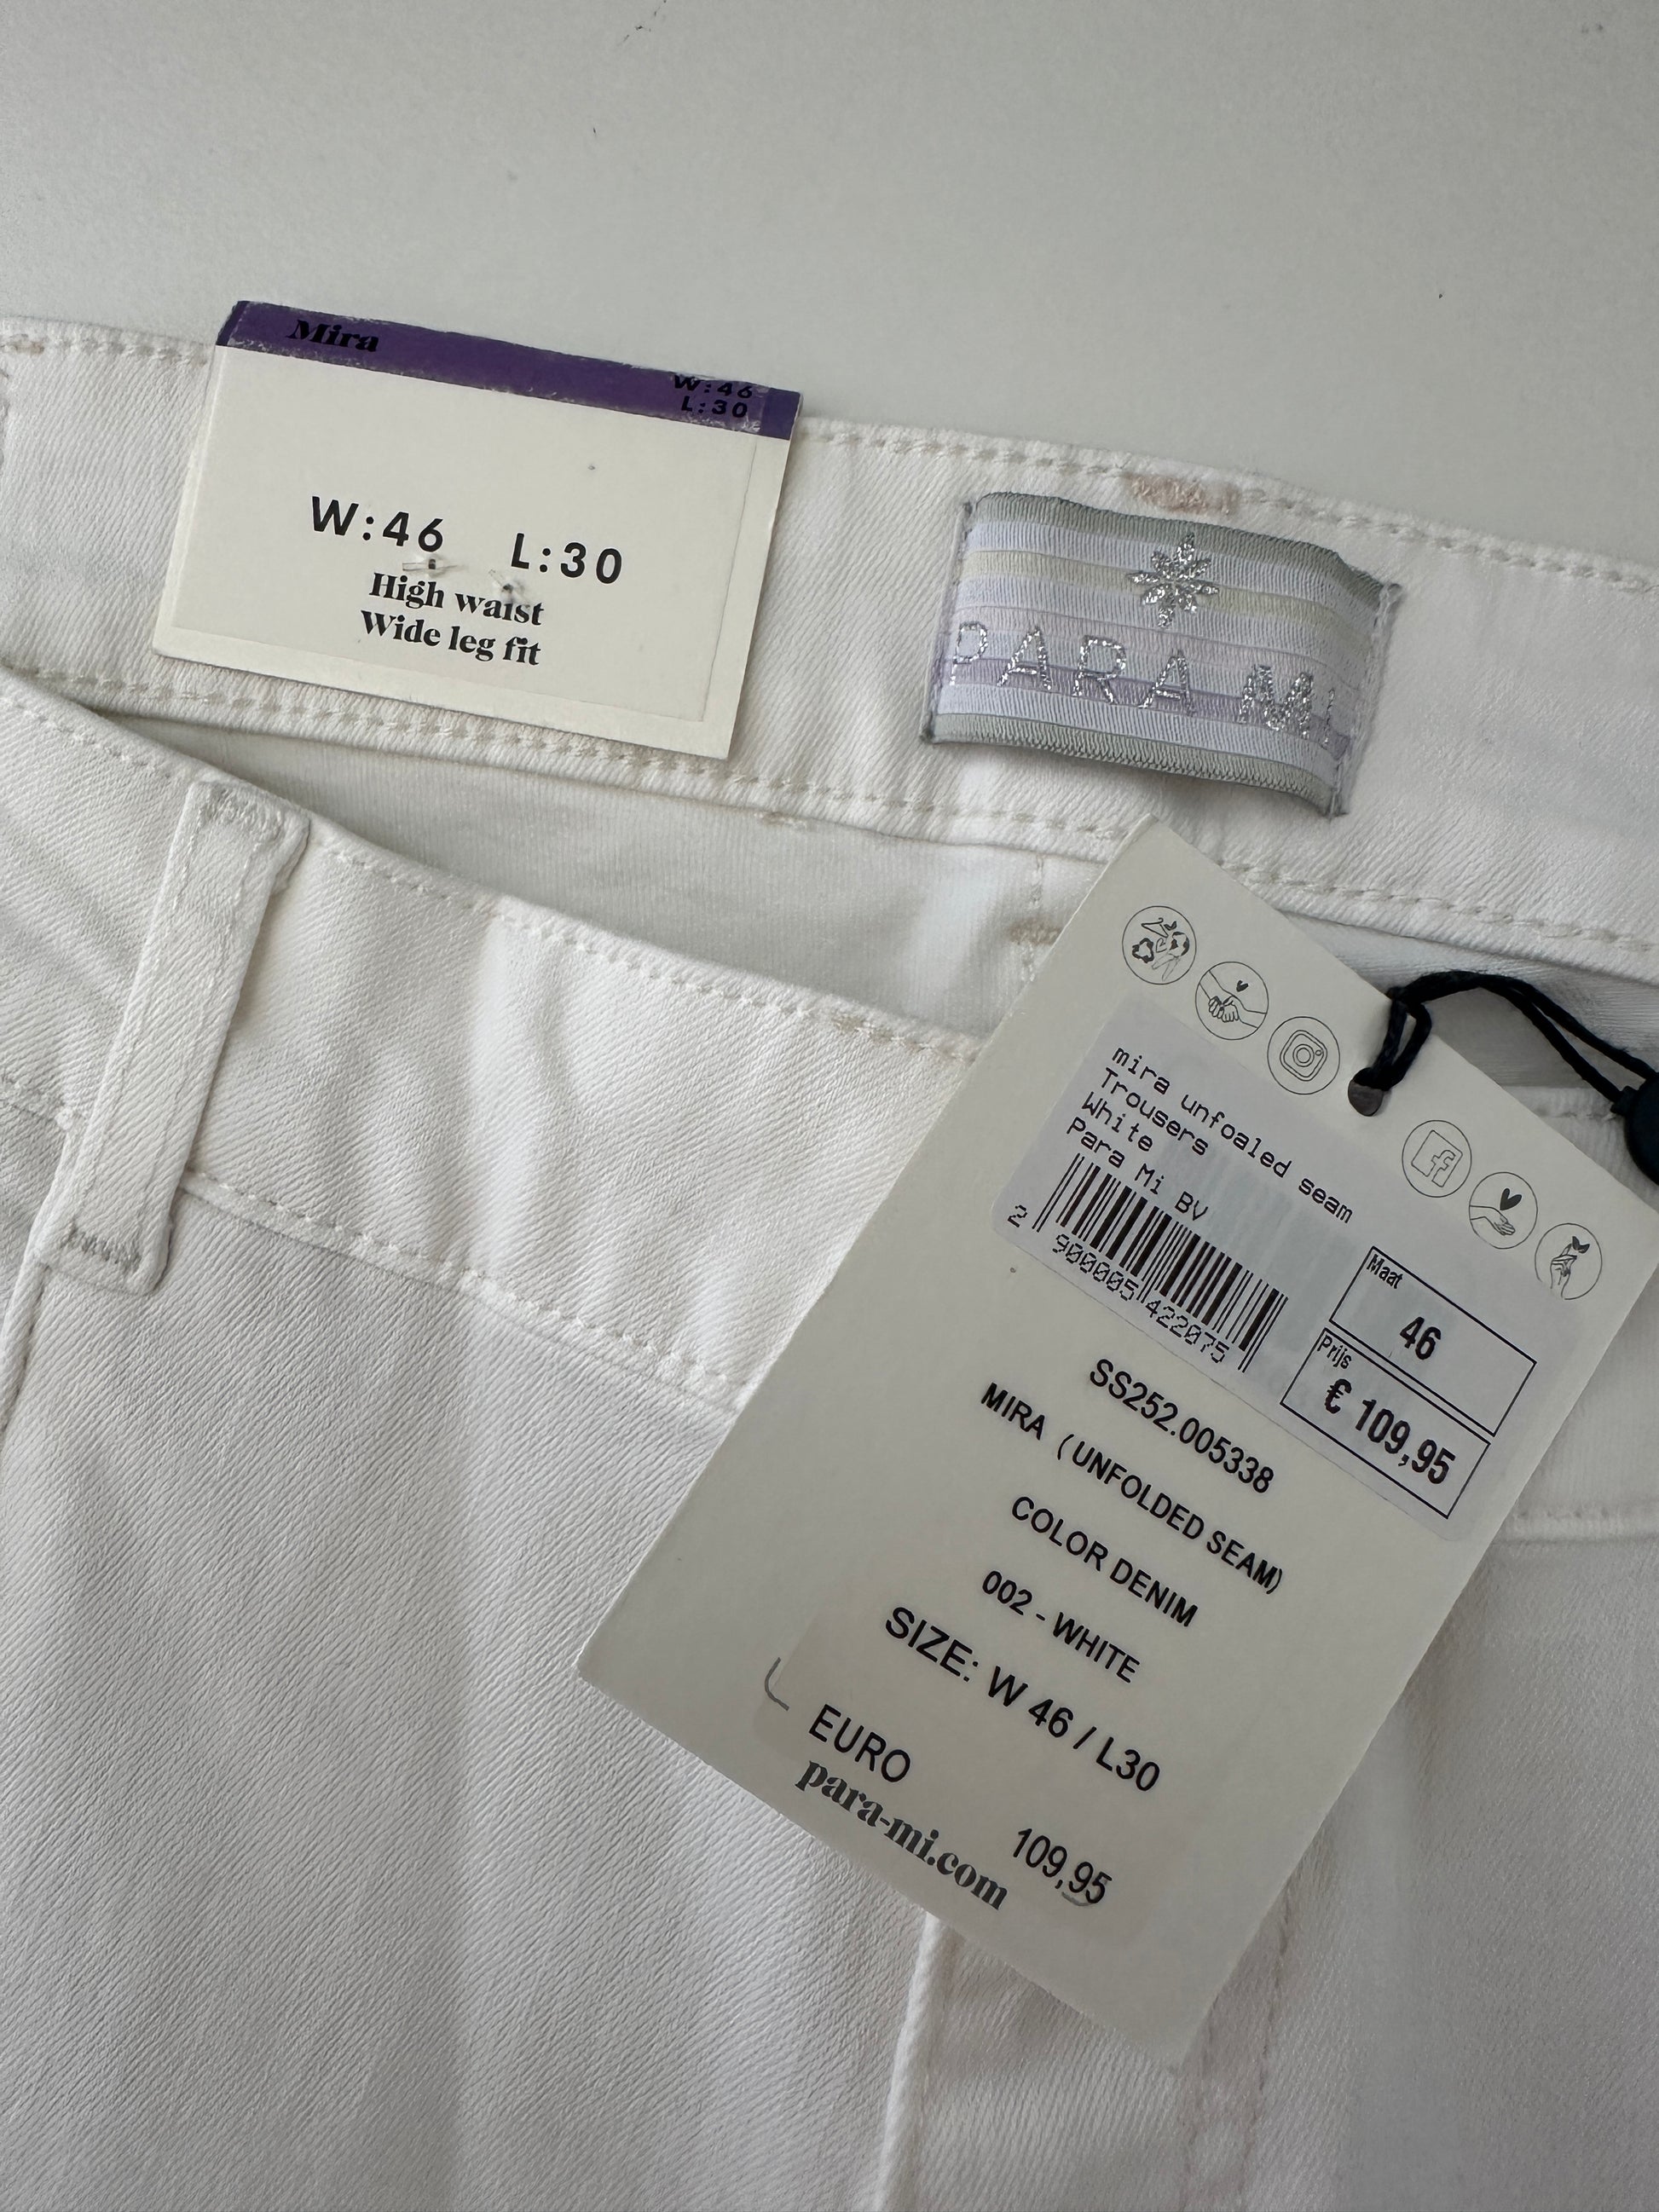 Mira
W:46
L:30
W:46 L:30
High waist
Wide leg fit
PARA Mi
mira unfoaled seam
Trousers
White
Para Mi BV
2 900005 422075
Maat
46
Prijs
€ 109,95
SS252.005338
MIRA (UNFOLDED SEAM)
COLOR DENIM
002 - WHITE
SIZE: W 46 / L30
EURO
109,95
para-mi.com